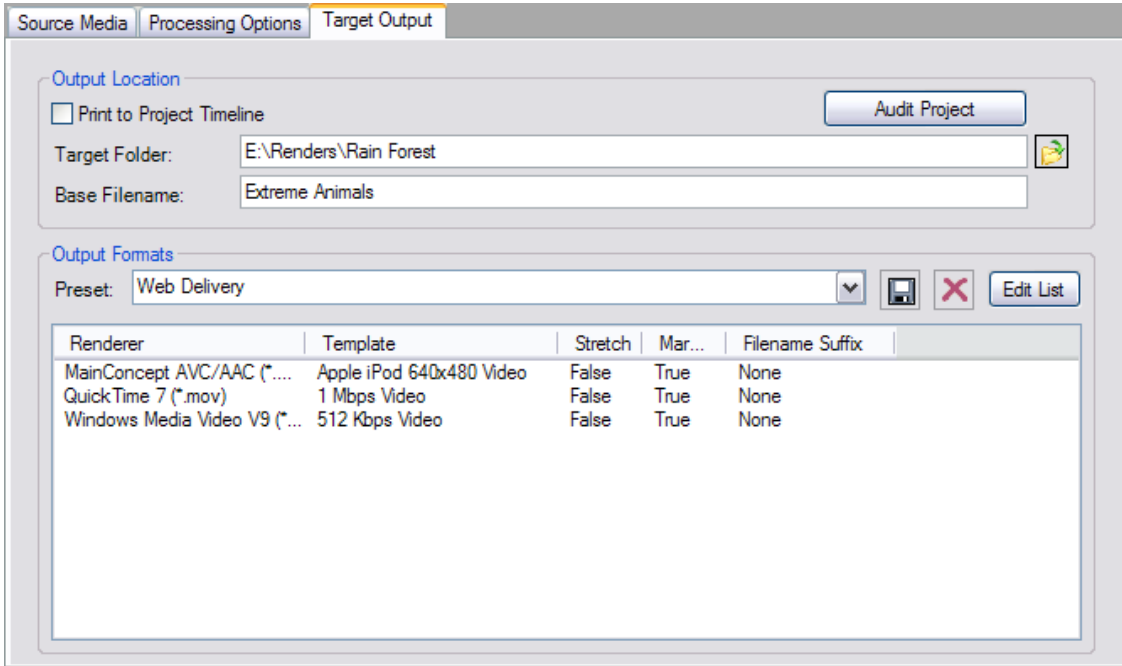 Source Media Processing Options Target Output
Output Location
Print to Project Timeline Audit Project
Target Folder: E:\Renders\Rain Forest
Base Filename: Extreme Animals
Output Formats
Preset: Web Delivery Edit List
Renderer Template Stretch Mar... Filename Suffix
MainConcept AVC/AAC (*.... Apple iPod 640x480 Video False True None
QuickTime 7 (*.mov) 1 Mbps Video False True None
Windows Media Video V9 (*... 512 Kbps Video False True None